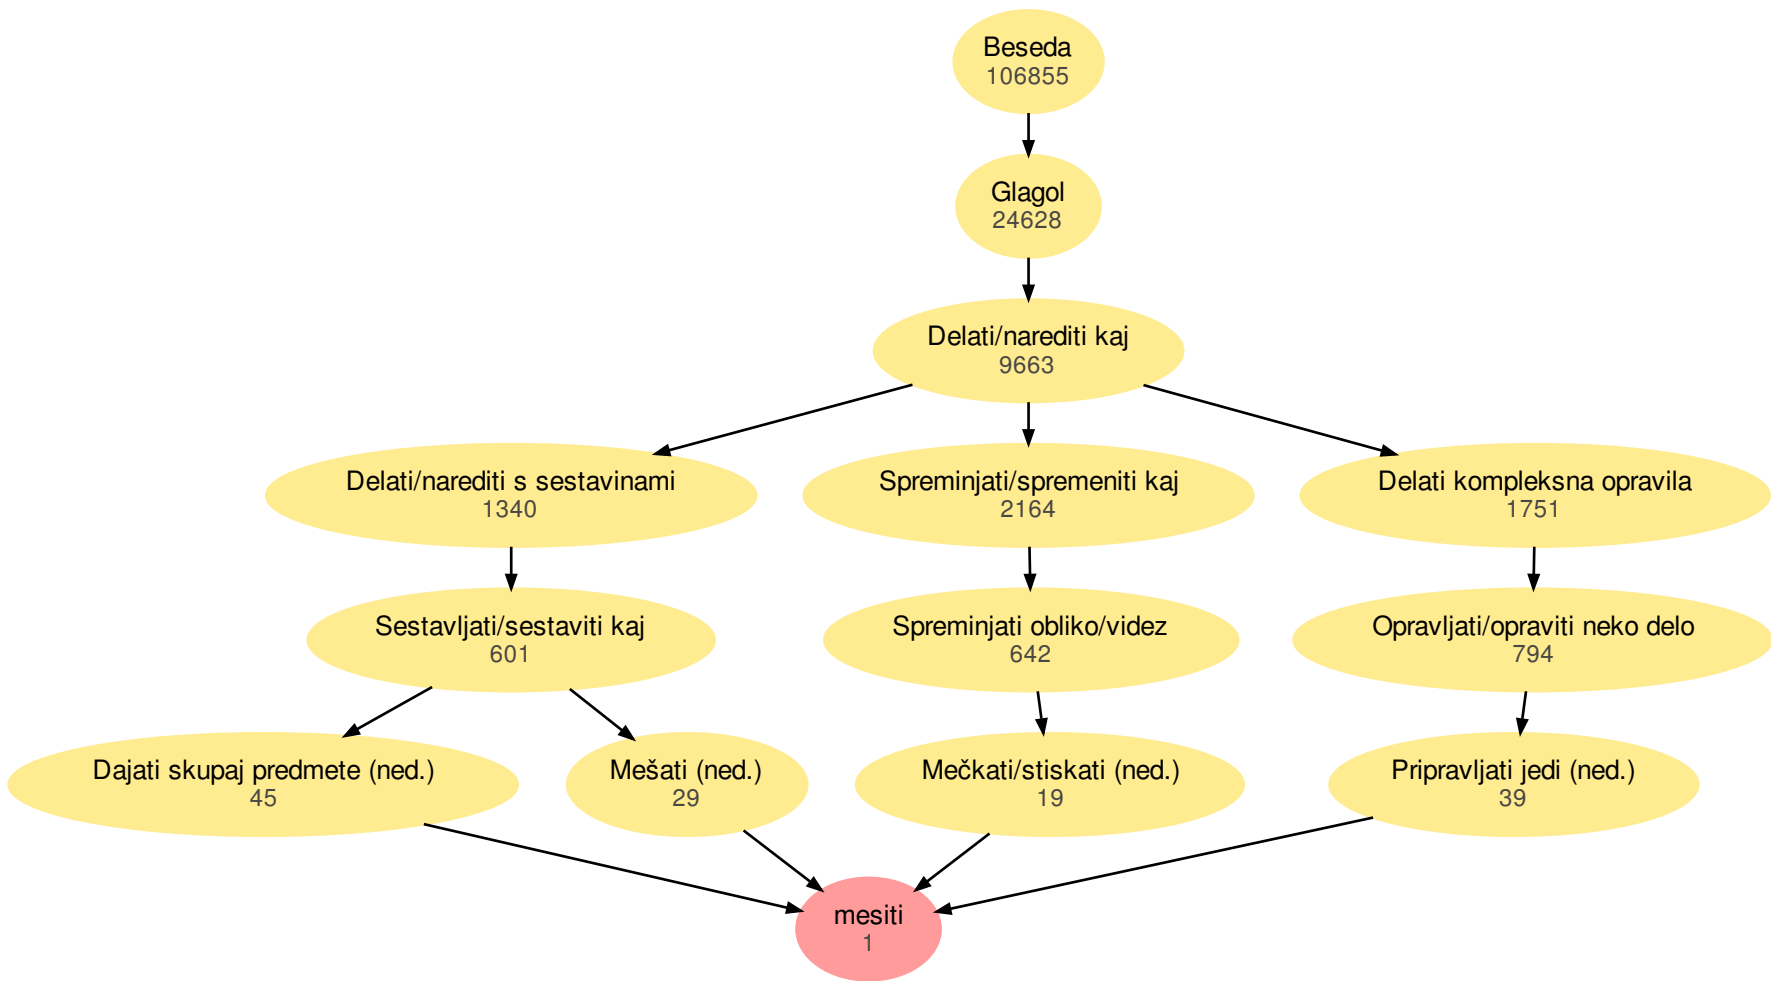 Beseda
106855
Glagol
24628
Delati/narediti kaj
9663
Delati/narediti s sestavinami
1340
Spreminjati/spremeniti kaj
2164
Delati kompleksna opravila
1751
Sestavljati/sestaviti kaj
601
Spreminjati obliko/videz
642
Opravljati/opraviti neko delo
794
Dajati skupaj predmete (ned.)
45
Mešati (ned.)
29
Mečkati/stiskati (ned.)
19
Pripravljati jedi (ned.)
39
mesiti
1